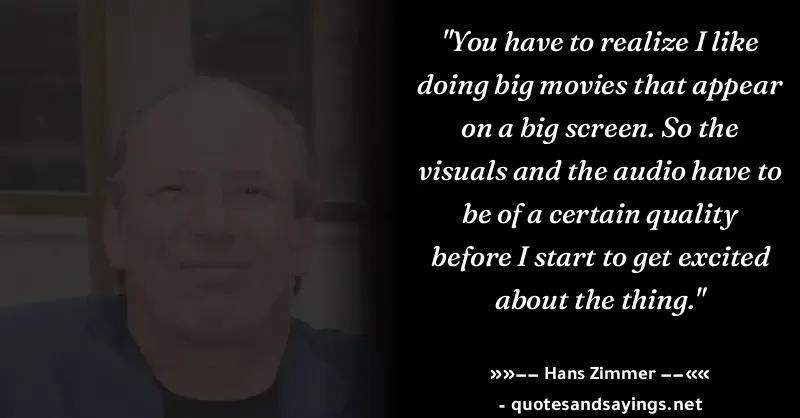 "You have to realize I like
doing big movies that appear
on a big screen. So the
visuals and the audio have to
be of a certain quality
before I start to get excited
about the thing."
»»–– Hans Zimmer ––««
- quotesandsayings.net